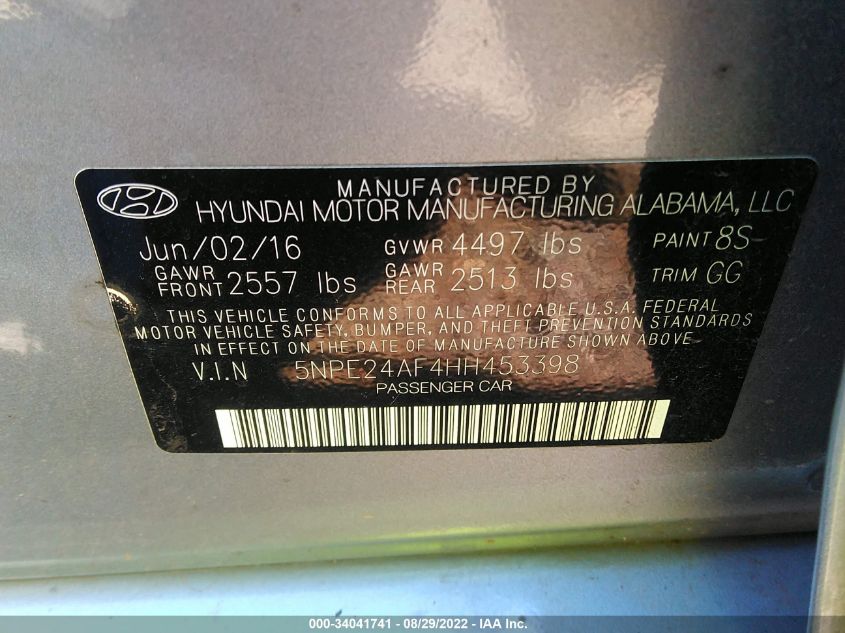 MANUFACTURED BY
HYUNDAI MOTOR MANUFACTURING ALABAMA, LLC
Jun/02/16 GVWR 4497 lbs PAINT 8S
GAWR FRONT 2557 lbs GAWR REAR 2513 lbs TRIM GG
THIS VEHICLE CONFORMS TO ALL APPLICABLE U.S.A. FEDERAL
MOTOR VEHICLE SAFETY, BUMPER, AND THEFT PREVENTION STANDARDS
IN EFFECT ON THE DATE OF MANUFACTURE SHOWN ABOVE.
V.I.N 5NPE24AF4HH453398
PASSENGER CAR
000-34041741 - 08/29/2022 - IAA Inc.